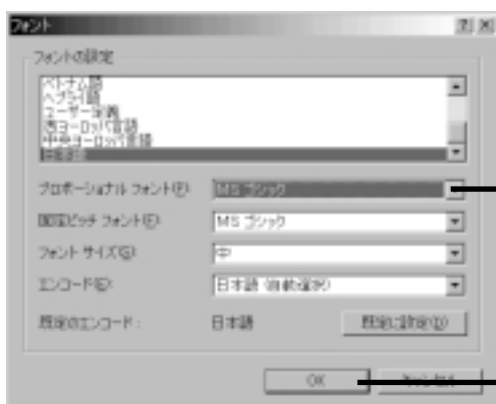 フォント
フォントの設定
ベトナム語
ヘブライ語
ユーザー定義
西ヨーロッパ言語
中央ヨーロッパ言語
日本語
プロポーショナル フォント(P): MS ゴシック
固定ピッチ フォント(F): MS ゴシック
フォント サイズ(S): 中
エンコード(E): 日本語 (自動選択)
既定のエンコード: 日本語 既定に設定(D)
OK キャンセル